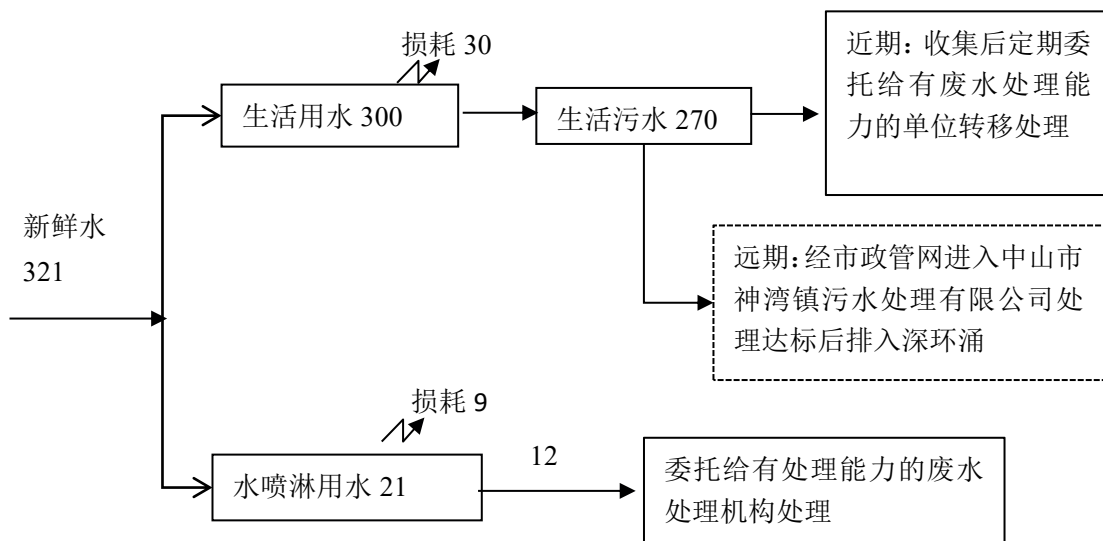 损耗 30
生活用水 300
生活污水 270
近期：收集后定期委
托给有废水处理能
力的单位转移处理
新鲜水
321
远期：经市政管网进入中山市
神湾镇污水处理有限公司处
理达标后排入深环涌
损耗 9
水喷淋用水 21
12
委托给有处理能力的废水
处理机构处理